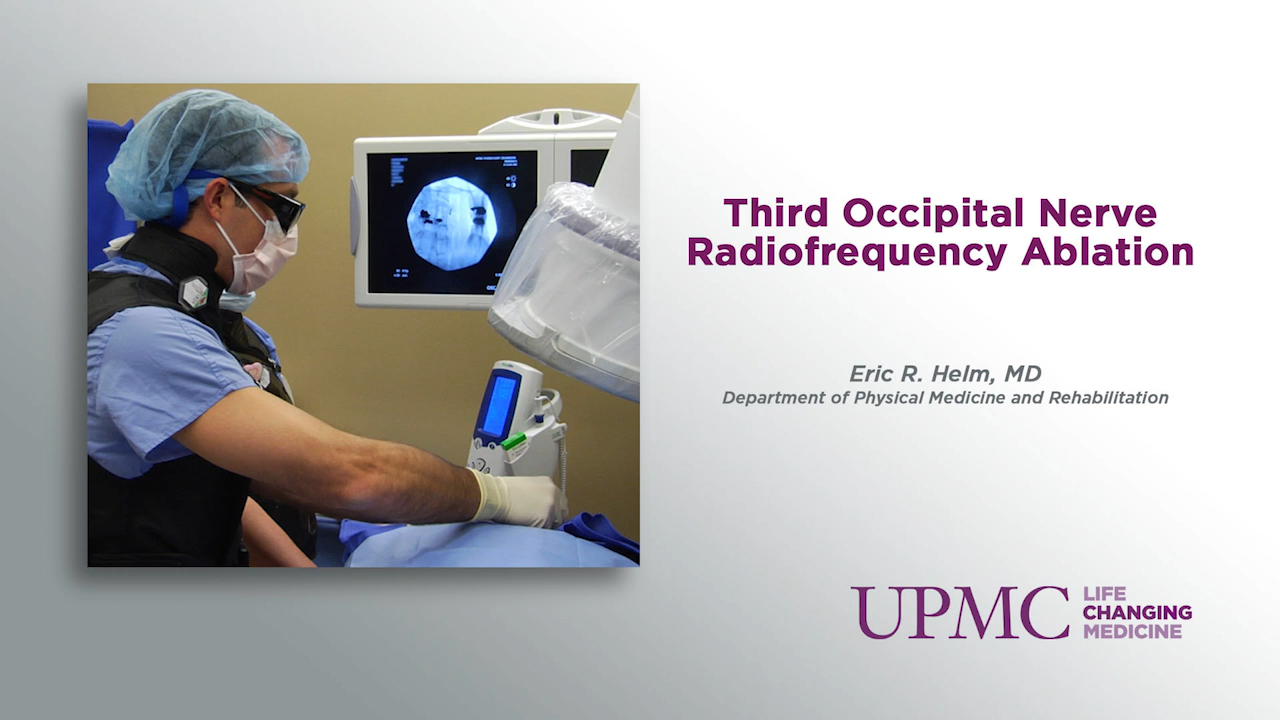 Third Occipital Nerve
Radiofrequency Ablation
Eric R. Helm, MD
Department of Physical Medicine and Rehabilitation
UPMC
LIFE
CHANGING
MEDICINE